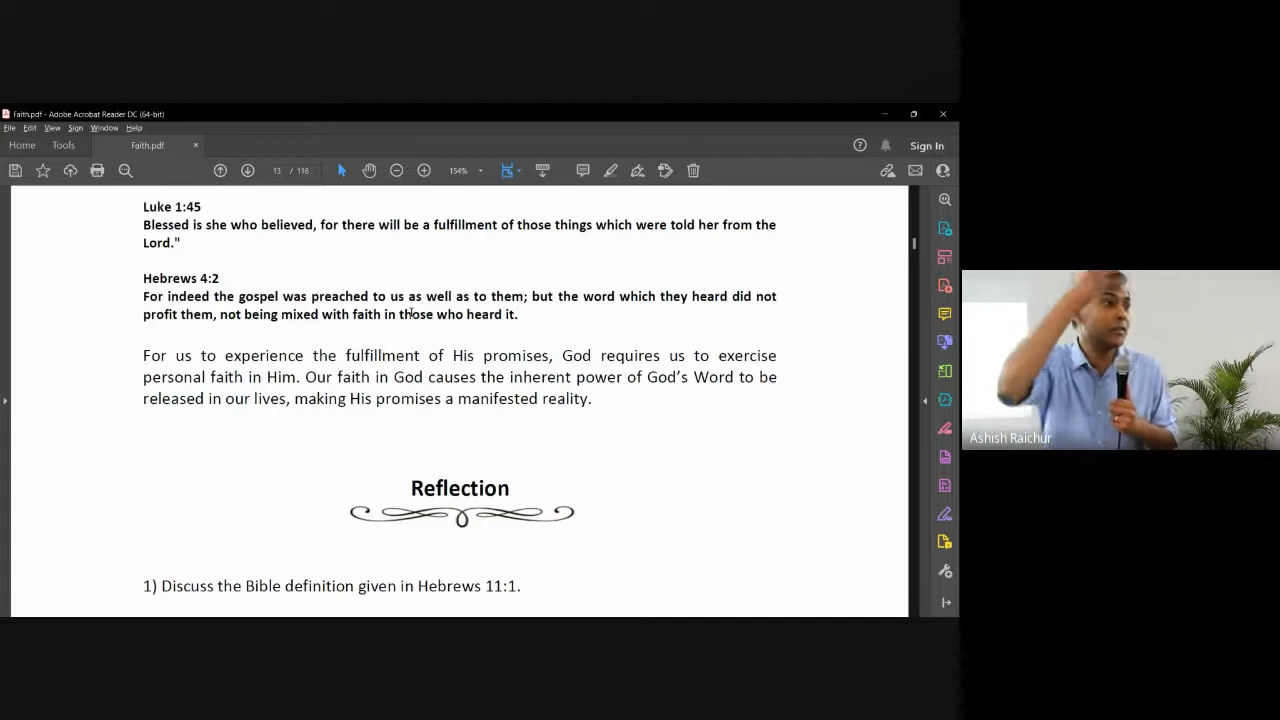 Faith.pdf - Adobe Acrobat Reader DC (64-bit)
File Edit View Sign Window Help
Home Tools Faith.pdf × Sign In
13 / 116 154%
Luke 1:45
Blessed is she who believed, for there will be a fulfillment of those things which were told her from the
Lord."
Hebrews 4:2
For indeed the gospel was preached to us as well as to them; but the word which they heard did not
profit them, not being mixed with faith in those who heard it.
For us to experience the fulfillment of His promises, God requires us to exercise
personal faith in Him. Our faith in God causes the inherent power of God’s Word to be
released in our lives, making His promises a manifested reality.
Reflection
1) Discuss the Bible definition given in Hebrews 11:1.
Ashish Raichur